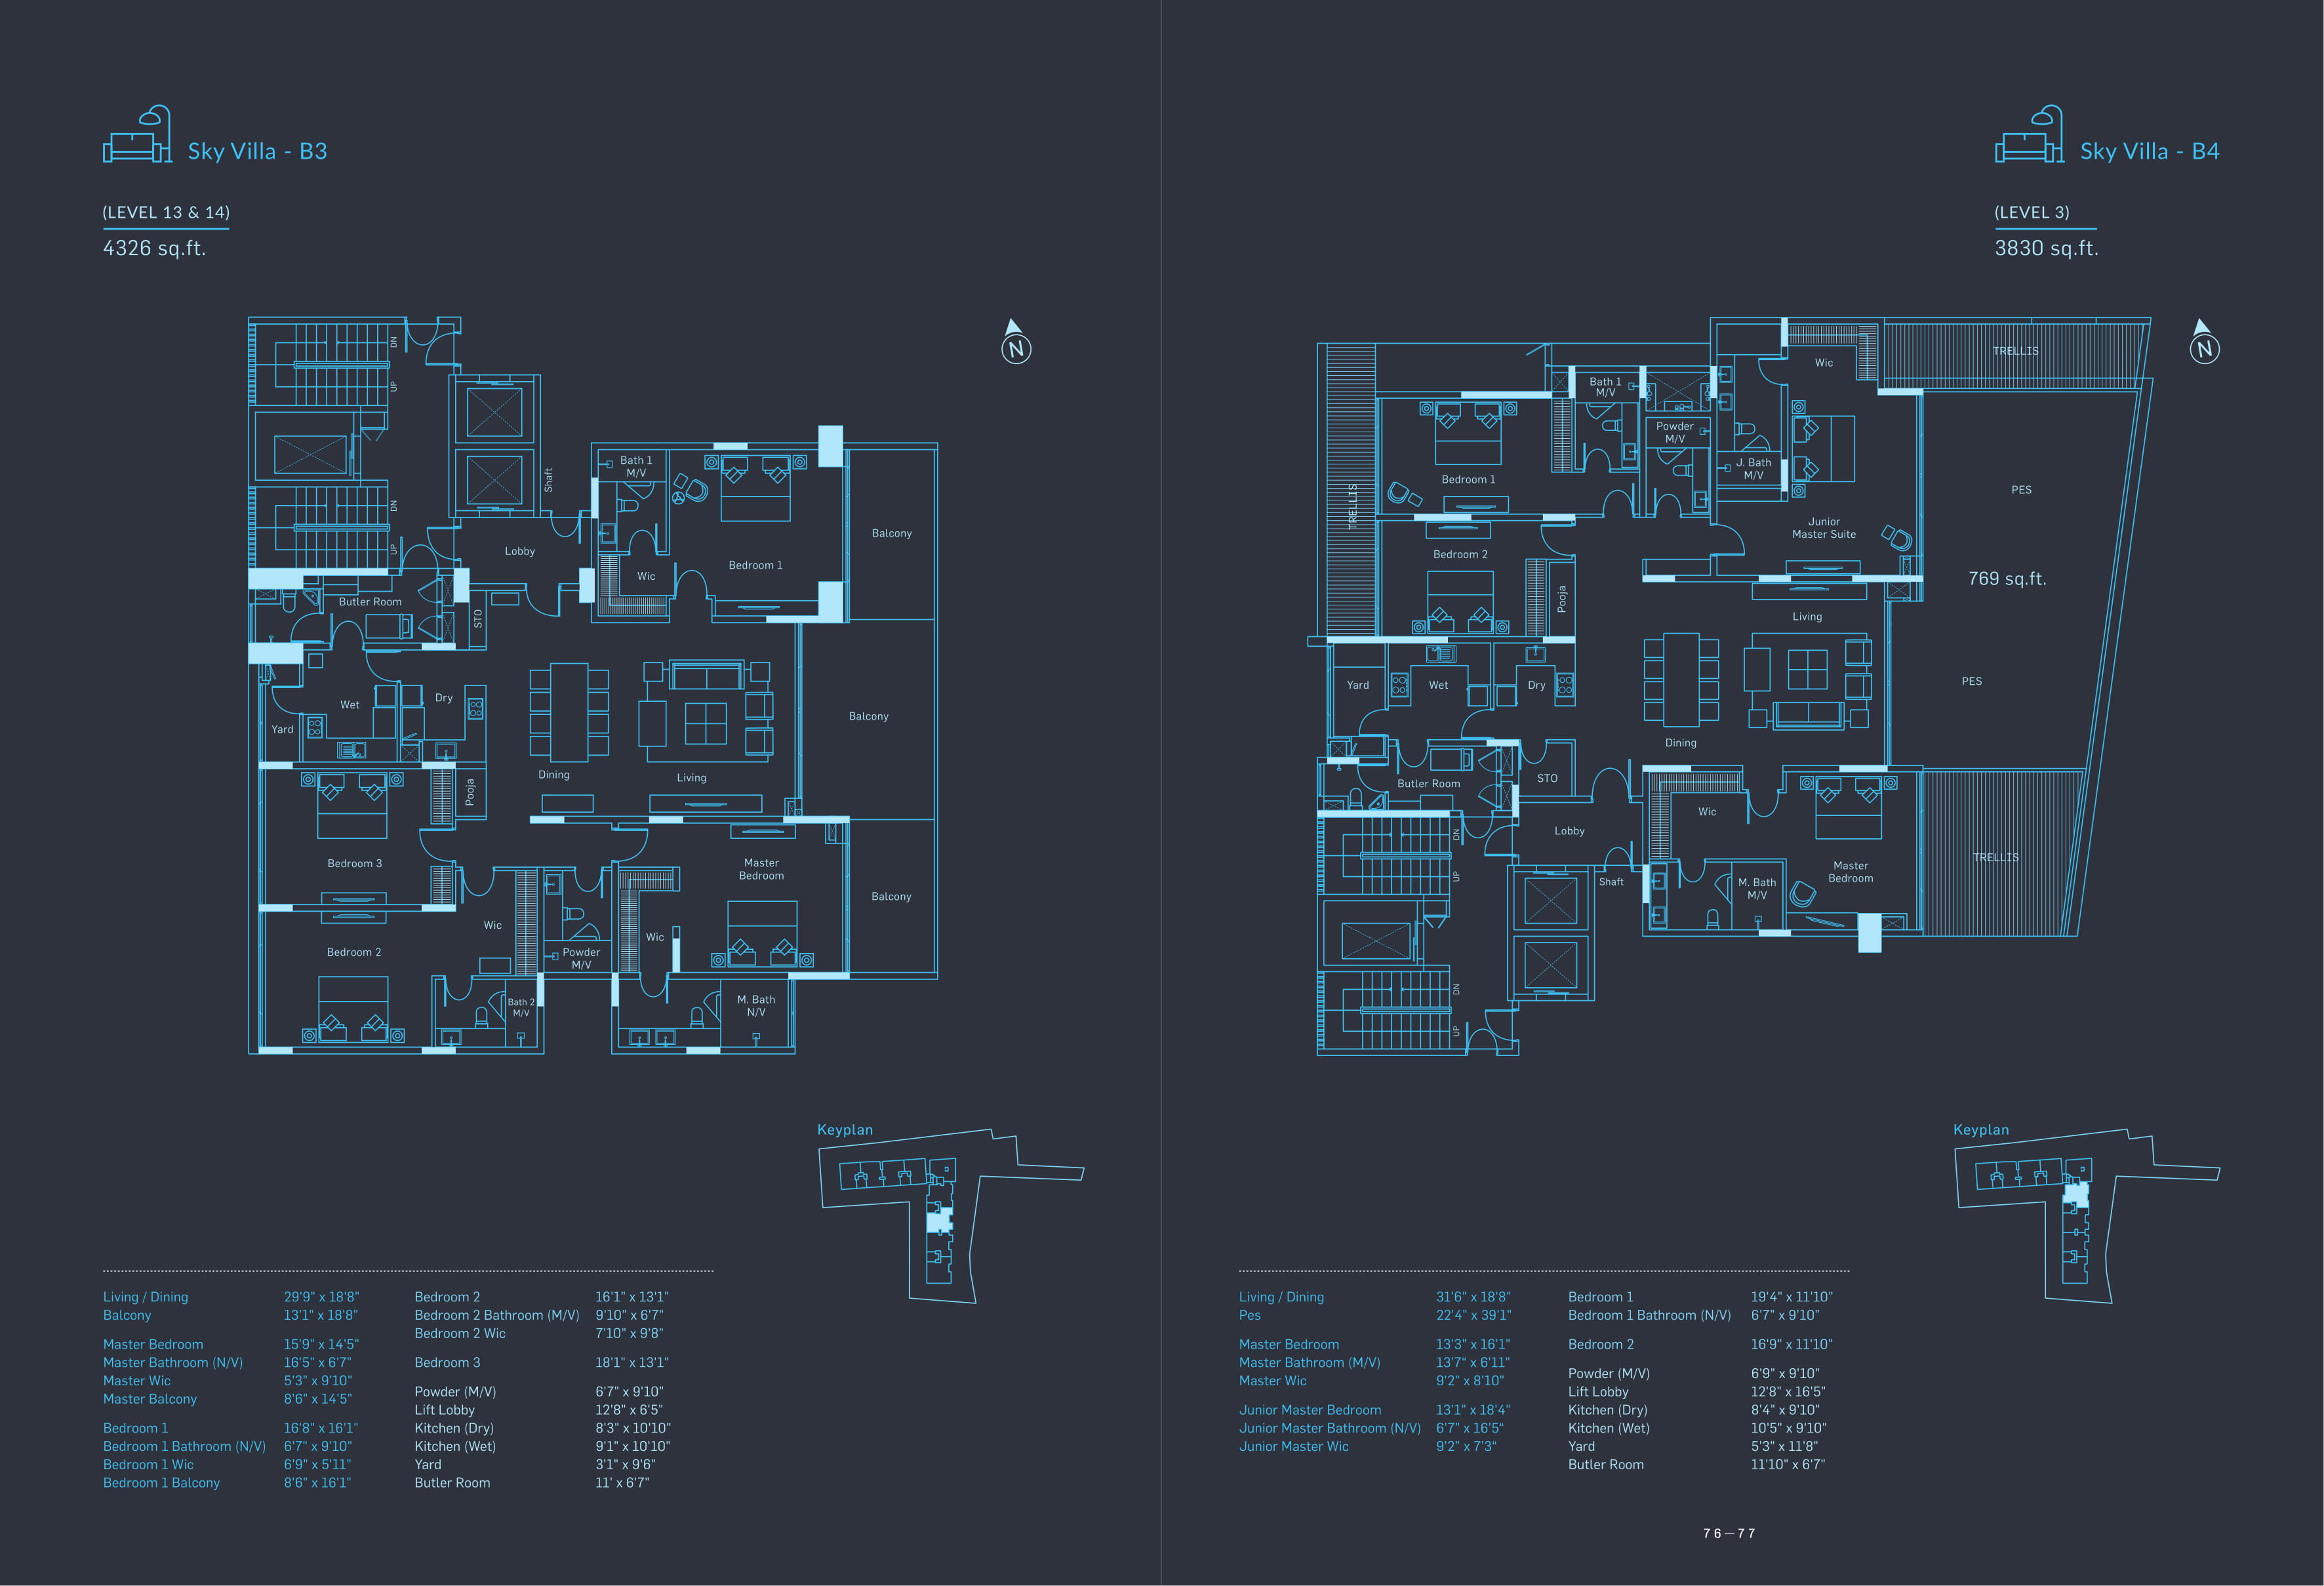 Sky Villa - B3
(LEVEL 13 & 14)
4326 sq.ft.
N
DN
UP
DN
UP
Shaft
Lobby
Bath 1
M/V
Wic
Bedroom 1
Balcony
Butler Room
STO
Wet
Dry
Yard
Pooja
Dining
Living
Balcony
Bedroom 3
Master
Bedroom
Balcony
Wic
Wic
Powder
M/V
Bedroom 2
Bath 2
M/V
M. Bath
N/V
Keyplan
Living / Dining 29'9" x 18'8"
Balcony 13'1" x 18'8"
Master Bedroom 15'9" x 14'5"
Master Bathroom (N/V) 16'5" x 6'7"
Master Wic 5'3" x 9'10"
Master Balcony 8'6" x 14'5"
Bedroom 1 16'8" x 16'1"
Bedroom 1 Bathroom (N/V) 6'7" x 9'10"
Bedroom 1 Wic 6'9" x 5'11"
Bedroom 1 Balcony 8'6" x 16'1"
Bedroom 2 16'1" x 13'1"
Bedroom 2 Bathroom (M/V) 9'10" x 6'7"
Bedroom 2 Wic 7'10" x 9'8"
Bedroom 3 18'1" x 13'1"
Powder (M/V) 6'7" x 9'10"
Lift Lobby 12'8" x 6'5"
Kitchen (Dry) 8'3" x 10'10"
Kitchen (Wet) 9'1" x 10'10"
Yard 3'1" x 9'6"
Butler Room 11' x 6'7"
Sky Villa - B4
(LEVEL 3)
3830 sq.ft.
N
TRELLIS
Wic
Bath 1
M/V
Powder
M/V
J. Bath
M/V
Bedroom 1
TRELLIS
PES
Junior
Master Suite
Bedroom 2
Pooja
769 sq.ft.
Living
Yard
Wet
Dry
PES
Dining
Butler Room
STO
Wic
Lobby
DN
UP
Shaft
M. Bath
M/V
Master
Bedroom
TRELLIS
DN
UP
Keyplan
Living / Dining 31'6" x 18'8"
Pes 22'4" x 39'1"
Master Bedroom 13'3" x 16'1"
Master Bathroom (M/V) 13'7" x 6'11"
Master Wic 9'2" x 8'10"
Junior Master Bedroom 13'1" x 18'4"
Junior Master Bathroom (N/V) 6'7" x 16'5"
Junior Master Wic 9'2" x 7'3"
Bedroom 1 19'4" x 11'10"
Bedroom 1 Bathroom (N/V) 6'7" x 9'10"
Bedroom 2 16'9" x 11'10"
Powder (M/V) 6'9" x 9'10"
Lift Lobby 12'8" x 16'5"
Kitchen (Dry) 8'4" x 9'10"
Kitchen (Wet) 10'5" x 9'10"
Yard 5'3" x 11'8"
Butler Room 11'10" x 6'7"
76—77